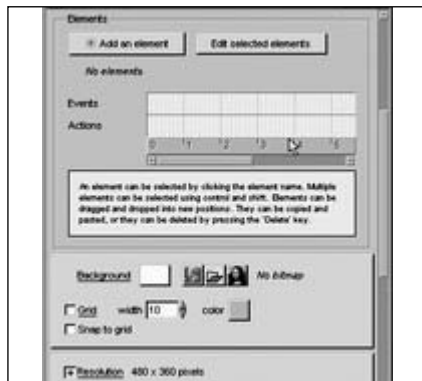 Elements
Add an element Edit selected elements
No elements
Events
Actions
0 1 2 3 4 5
An element can be selected by clicking the element name. Multiple
elements can be selected using control and shift. Elements can be
dragged and dropped into new positions. They can be copied and
pasted, or they can be deleted by pressing the 'Delete' key.
Background No bitmap
Grid width 10 color
Snap to grid
Resolution 480 x 360 pixels